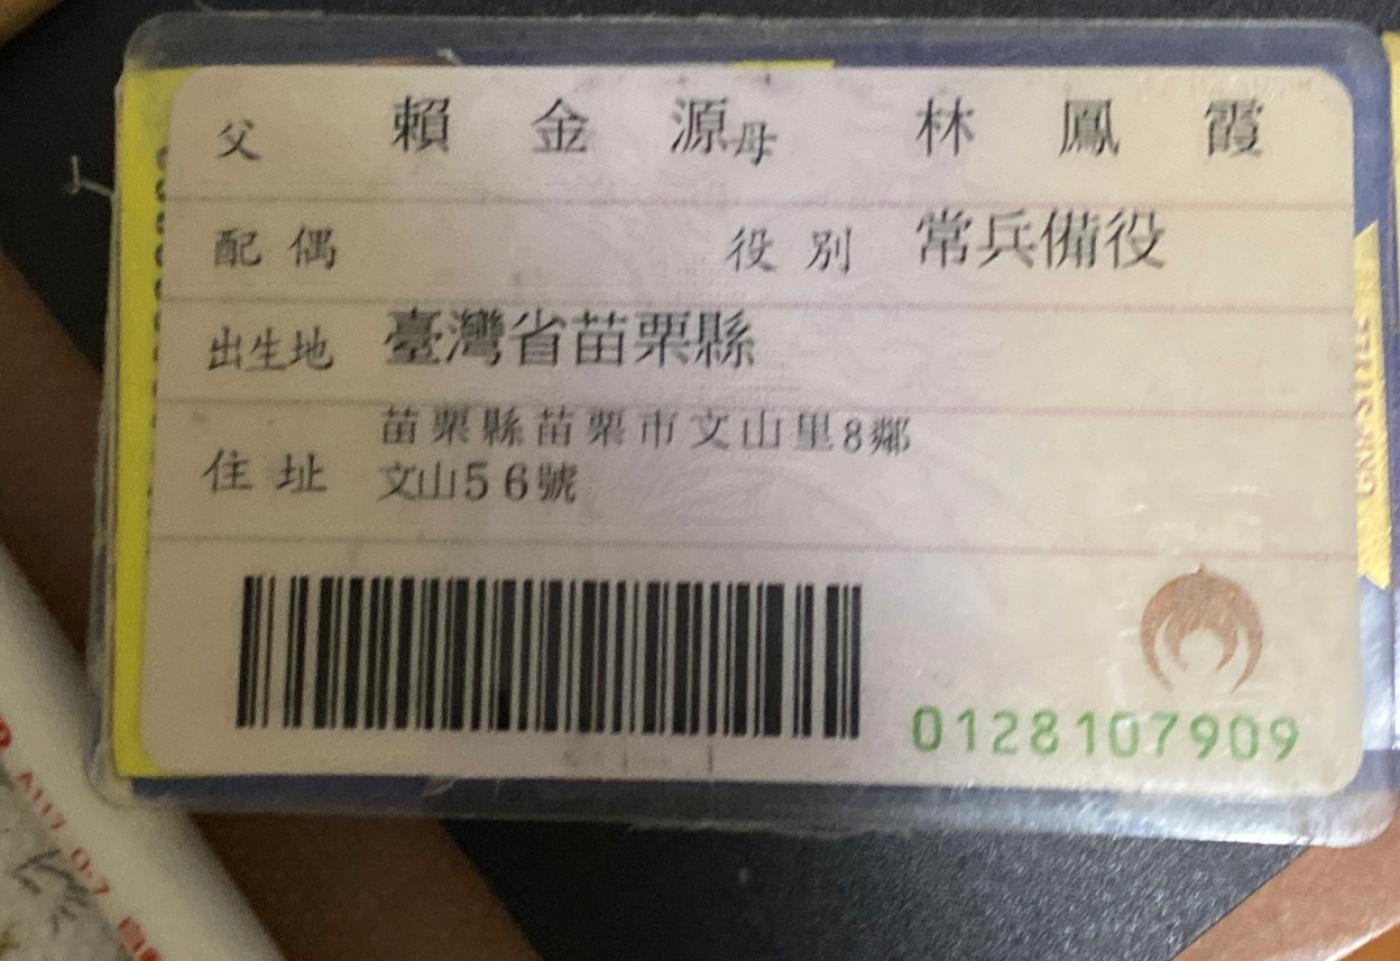 父 賴金源 母 林鳳霞
配偶 役別 常兵備役
出生地 臺灣省苗栗縣
住址 苗栗縣苗栗市文山里8鄰
文山56號
0128107909